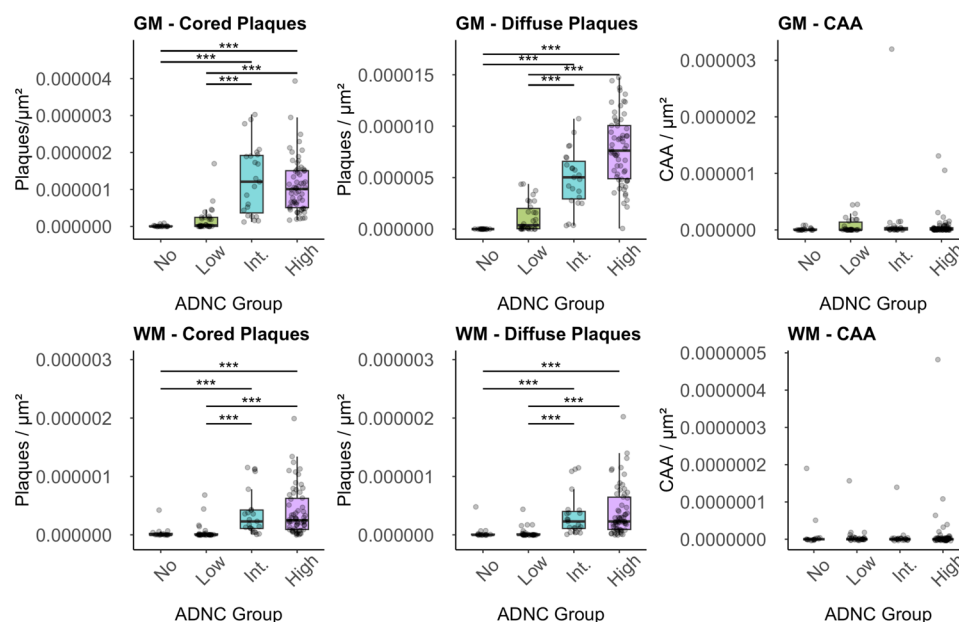 GM - Cored Plaques
Plaques/µm²
0.000004
0.000003
0.000002
0.000001
0.000000
***
***
***
***
No
Low
Int.
High
ADNC Group
GM - Diffuse Plaques
Plaques / µm²
0.000015
0.000010
0.000005
0.000000
***
***
***
***
No
Low
Int.
High
ADNC Group
GM - CAA
CAA / µm²
0.000003
0.000002
0.000001
0.000000
No
Low
Int.
High
ADNC Group
WM - Cored Plaques
Plaques / µm²
0.000003
0.000002
0.000001
0.000000
***
***
***
***
No
Low
Int.
High
ADNC Group
WM - Diffuse Plaques
Plaques / µm²
0.000003
0.000002
0.000001
0.000000
***
***
***
***
No
Low
Int.
High
ADNC Group
WM - CAA
CAA / µm²
0.0000005
0.0000004
0.0000003
0.0000002
0.0000001
0.0000000
No
Low
Int.
High
ADNC Group